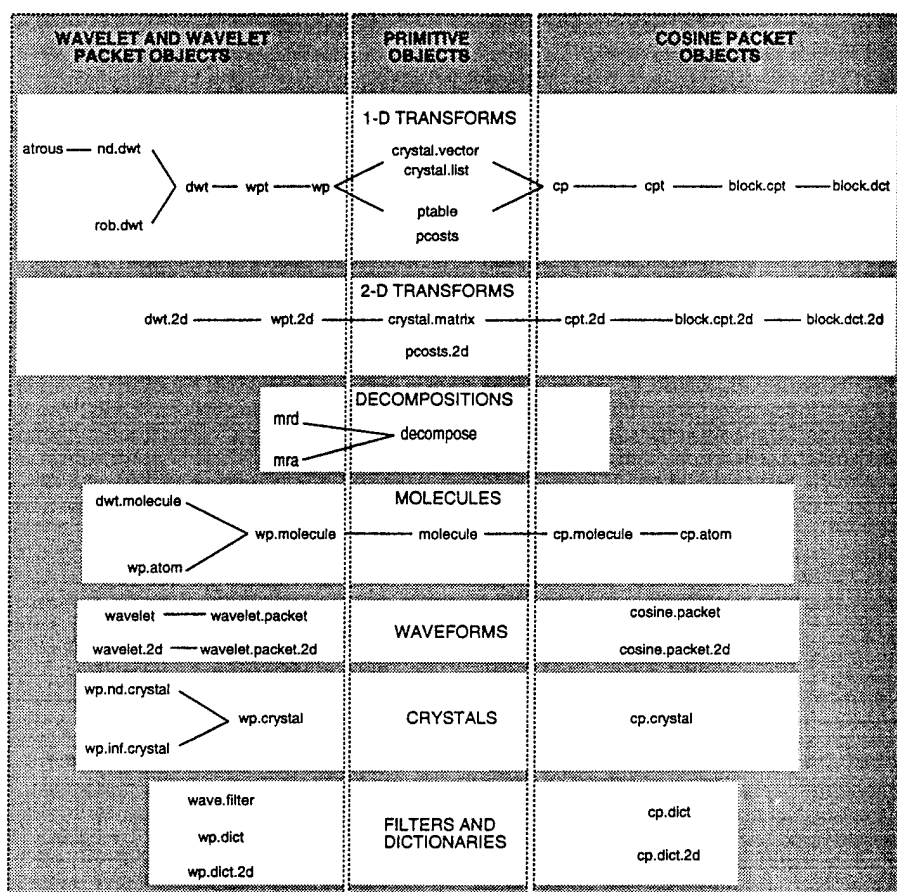 WAVELET AND WAVELET
PACKET OBJECTS
PRIMITIVE
OBJECTS
COSINE PACKET
OBJECTS
1-D TRANSFORMS
atrous
nd.dwt
rob.dwt
dwt
wpt
wp
crystal.vector
crystal.list
ptable
pcosts
cp
cpt
block.cpt
block.dct
2-D TRANSFORMS
dwt.2d
wpt.2d
crystal.matrix
cpt.2d
block.cpt.2d
block.dct.2d
pcosts.2d
DECOMPOSITIONS
mrd
decompose
mra
MOLECULES
dwt.molecule
wp.molecule
molecule
cp.molecule
cp.atom
wp.atom
WAVEFORMS
wavelet
wavelet.packet
cosine.packet
wavelet.2d
wavelet.packet.2d
cosine.packet.2d
CRYSTALS
wp.nd.crystal
wp.crystal
cp.crystal
wp.inf.crystal
FILTERS AND
DICTIONARIES
wave.filter
wp.dict
wp.dict.2d
cp.dict
cp.dict.2d